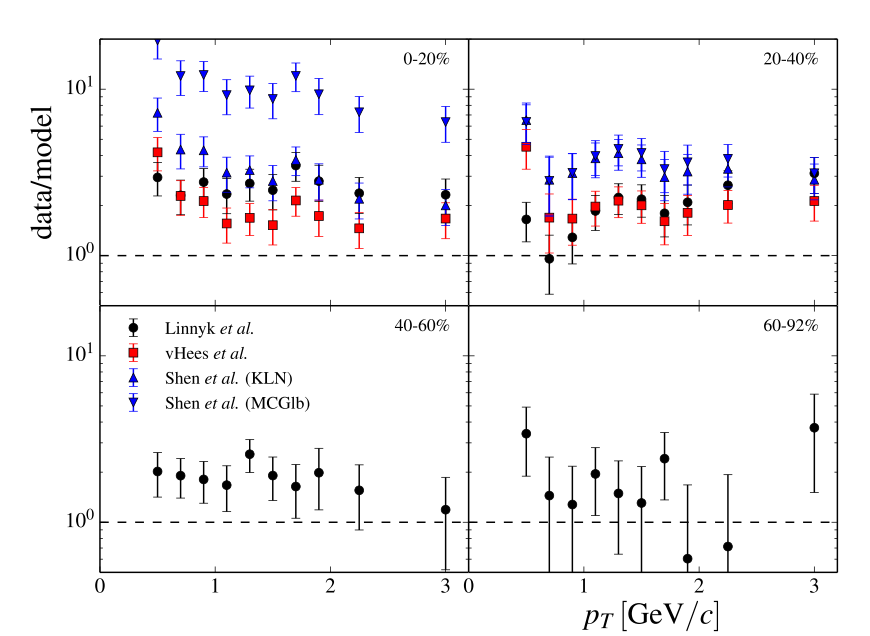 0-20%
20-40%
10¹
data/model
10⁰
40-60%
60-92%
Linnyk et al.
vHees et al.
10¹
Shen et al. (KLN)
Shen et al. (MCGlb)
10⁰
0 1 2 3 0 1 2 3
p_T [GeV/c]